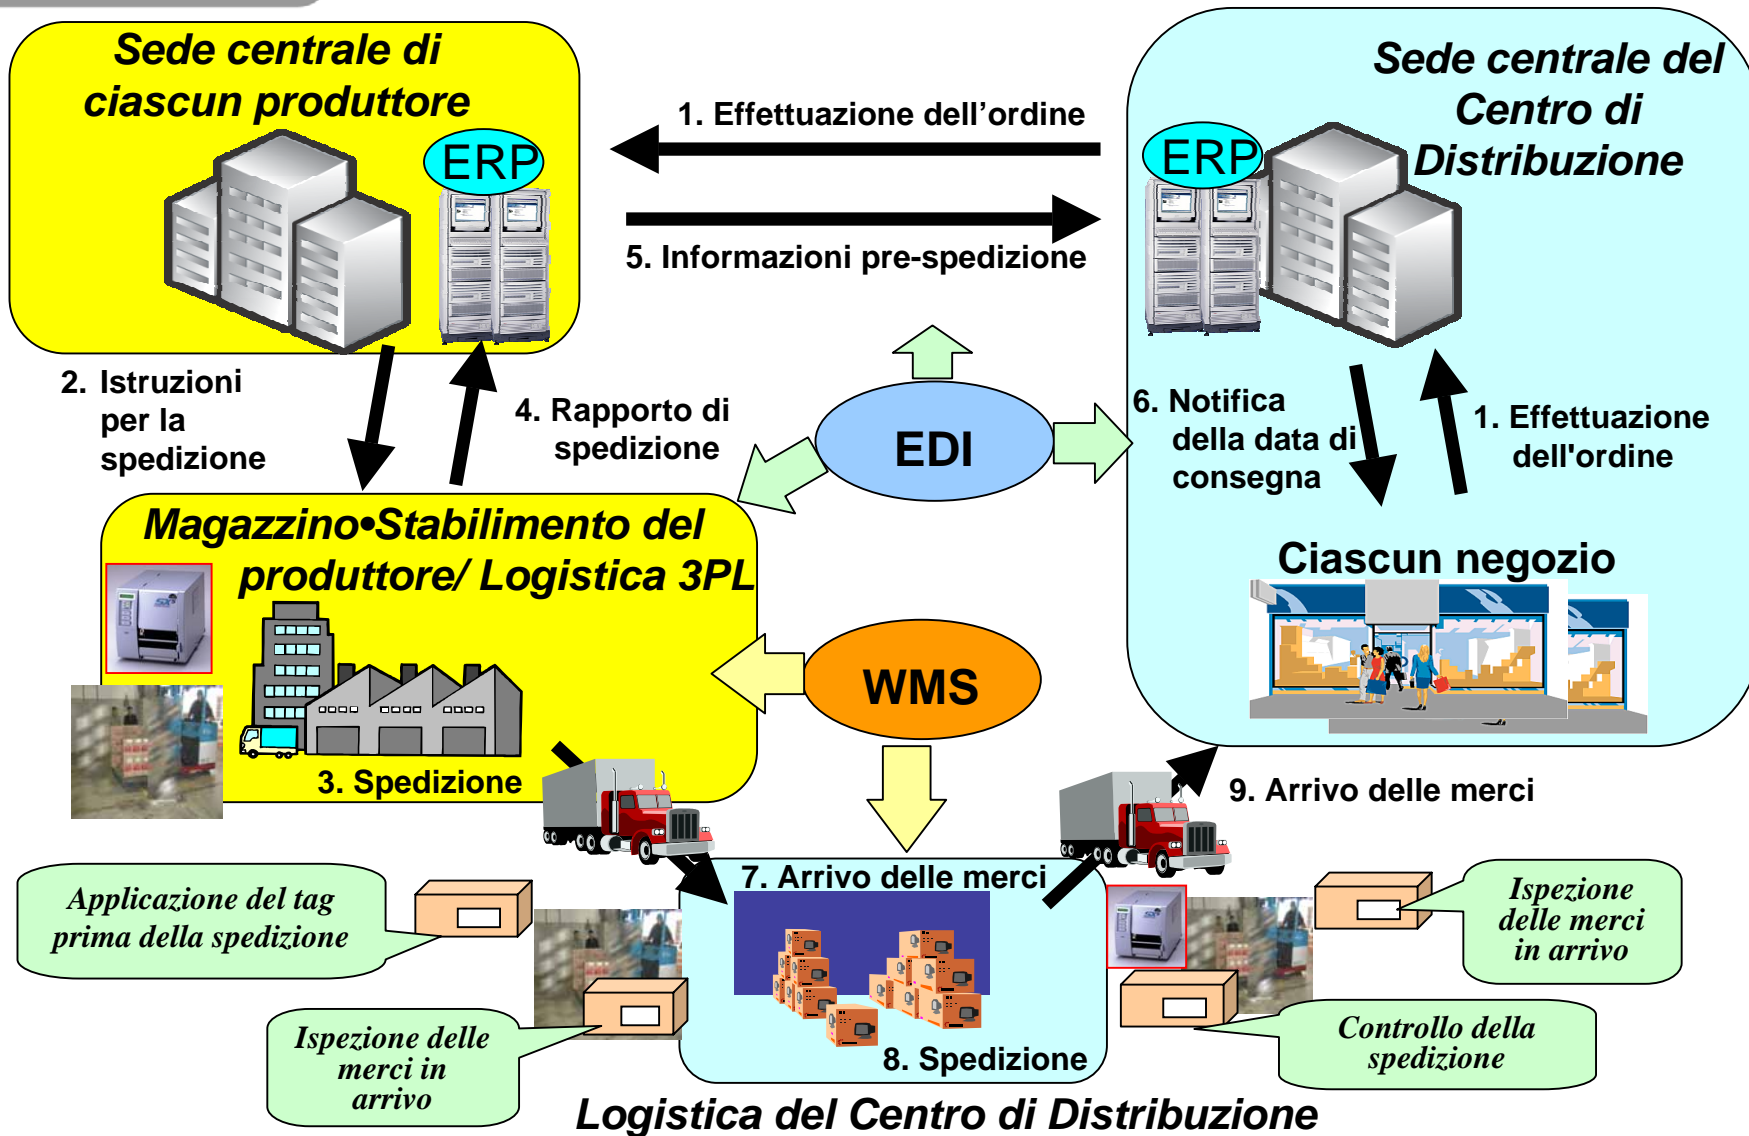 Sede centrale di
ciascun produttore
ERP
1. Effettuazione dell’ordine
5. Informazioni pre-spedizione
Sede centrale del
Centro di
Distribuzione
ERP
2. Istruzioni
per la
spedizione
4. Rapporto di
spedizione
EDI
6. Notifica
della data di
consegna
1. Effettuazione
dell'ordine
Magazzino•Stabilimento del
produttore/ Logistica 3PL
Ciascun negozio
WMS
3. Spedizione
9. Arrivo delle merci
7. Arrivo delle merci
Applicazione del tag
prima della spedizione
Ispezione
delle merci
in arrivo
Ispezione delle
merci in
arrivo
8. Spedizione
Controllo della
spedizione
Logistica del Centro di Distribuzione